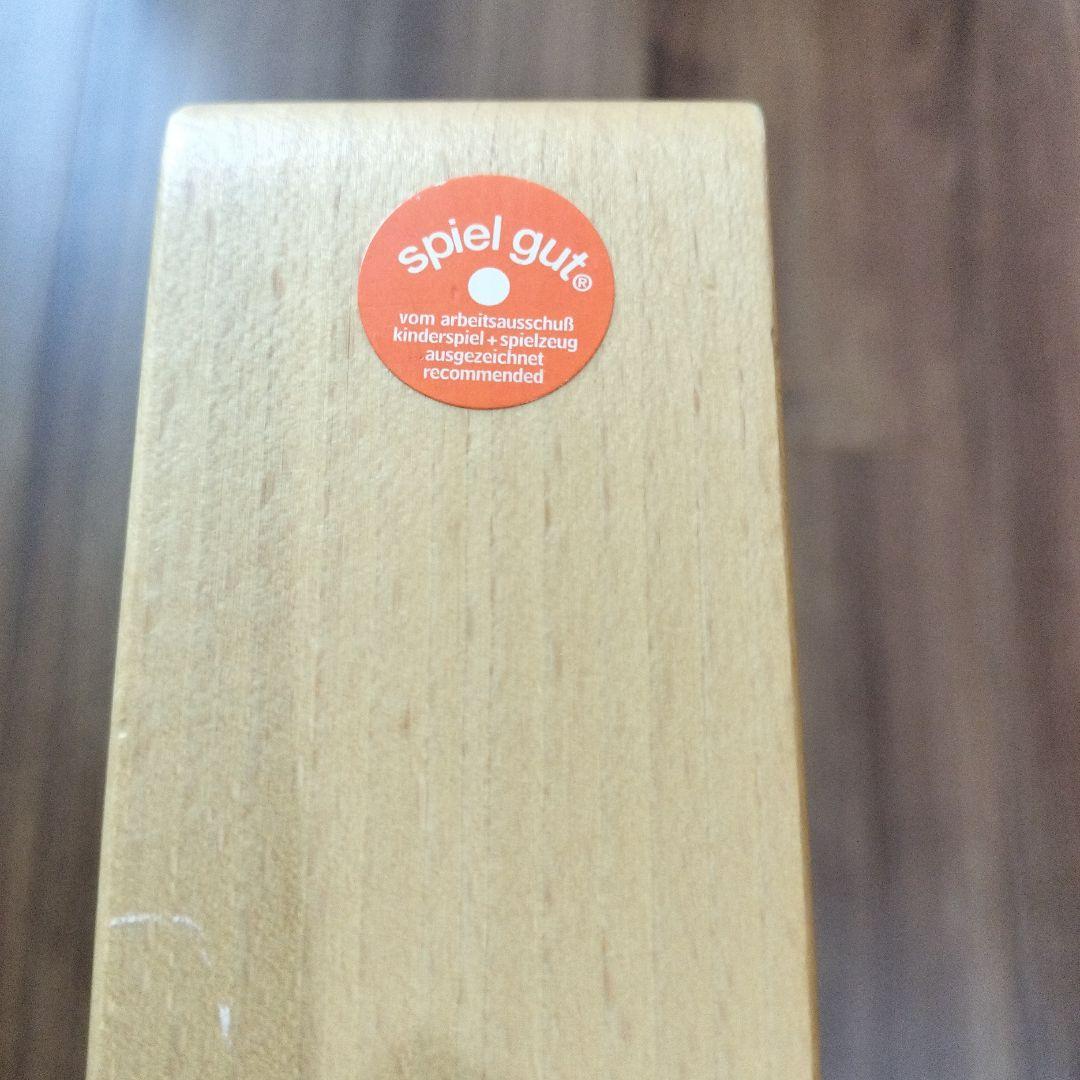 spiel gut®
vom arbeitsausschuß
kinderspiel + spielzeug
ausgezeichnet
recommended